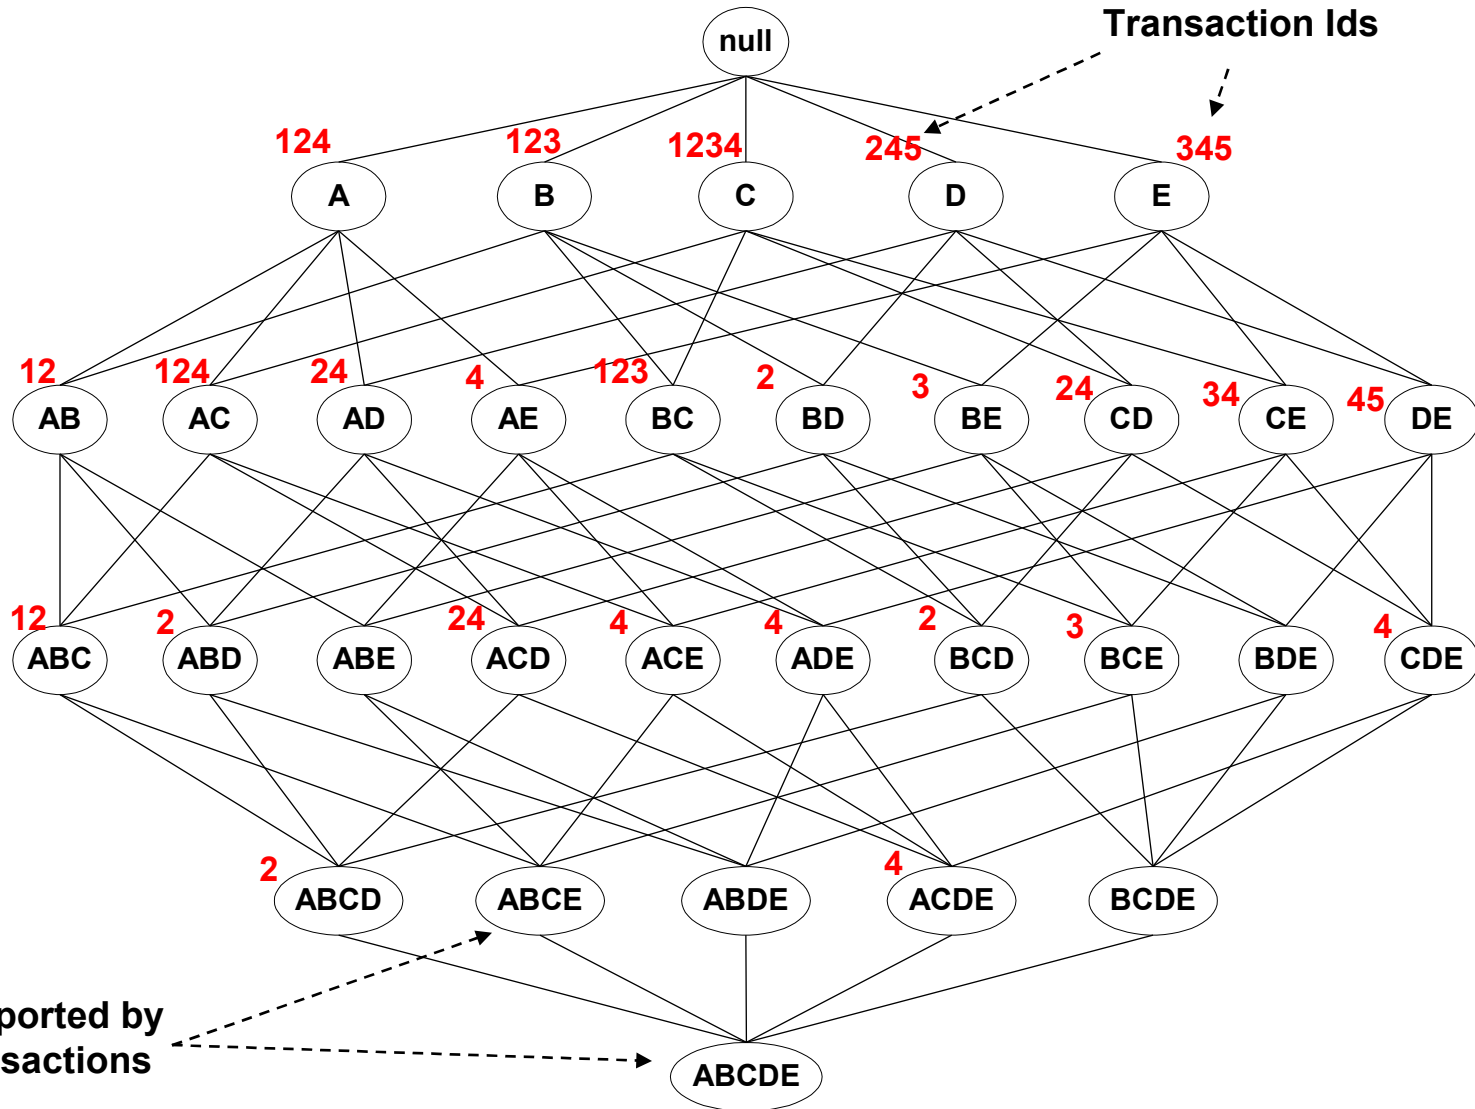 Transaction Ids
null
124 123 1234 245 345
A B C D E
12 124 24 4 123 2 3 24 34 45
AB AC AD AE BC BD BE CD CE DE
12 2 24 4 4 2 3 4
ABC ABD ABE ACD ACE ADE BCD BCE BDE CDE
2 4
ABCD ABCE ABDE ACDE BCDE
ported by
sactions
ABCDE